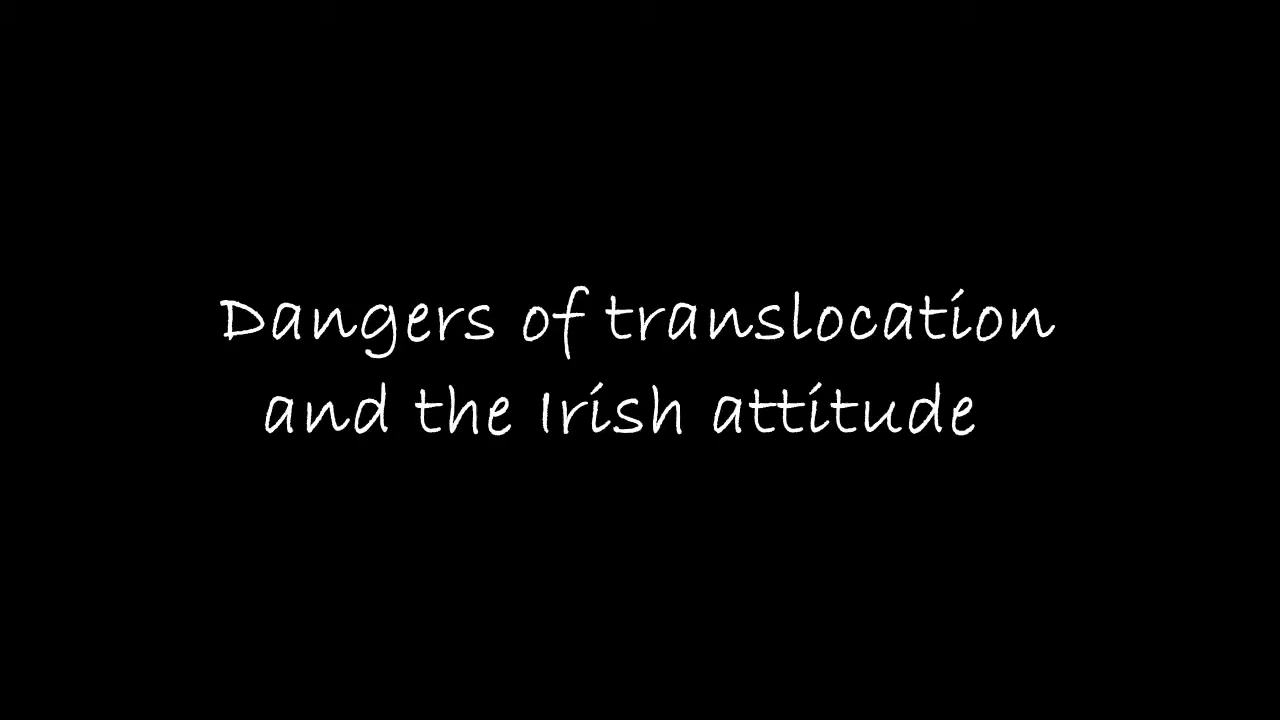 Dangers of translocation
and the Irish attitude